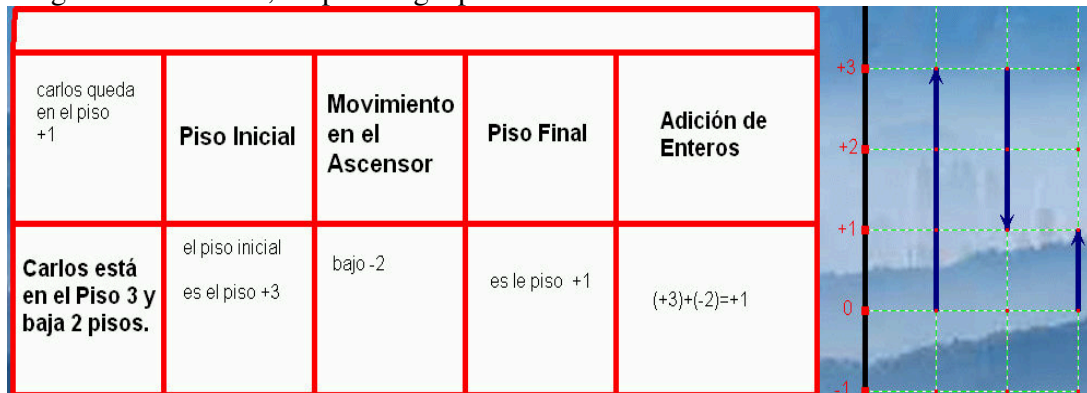 carlos queda
en el piso
+1
Piso Inicial
Movimiento
en el
Ascensor
Piso Final
Adición de
Enteros
Carlos está
en el Piso 3 y
baja 2 pisos.
el piso inicial
es el piso +3
bajo -2
es le piso +1
(+3)+(-2)=+1
+3
+2
+1
0
-1